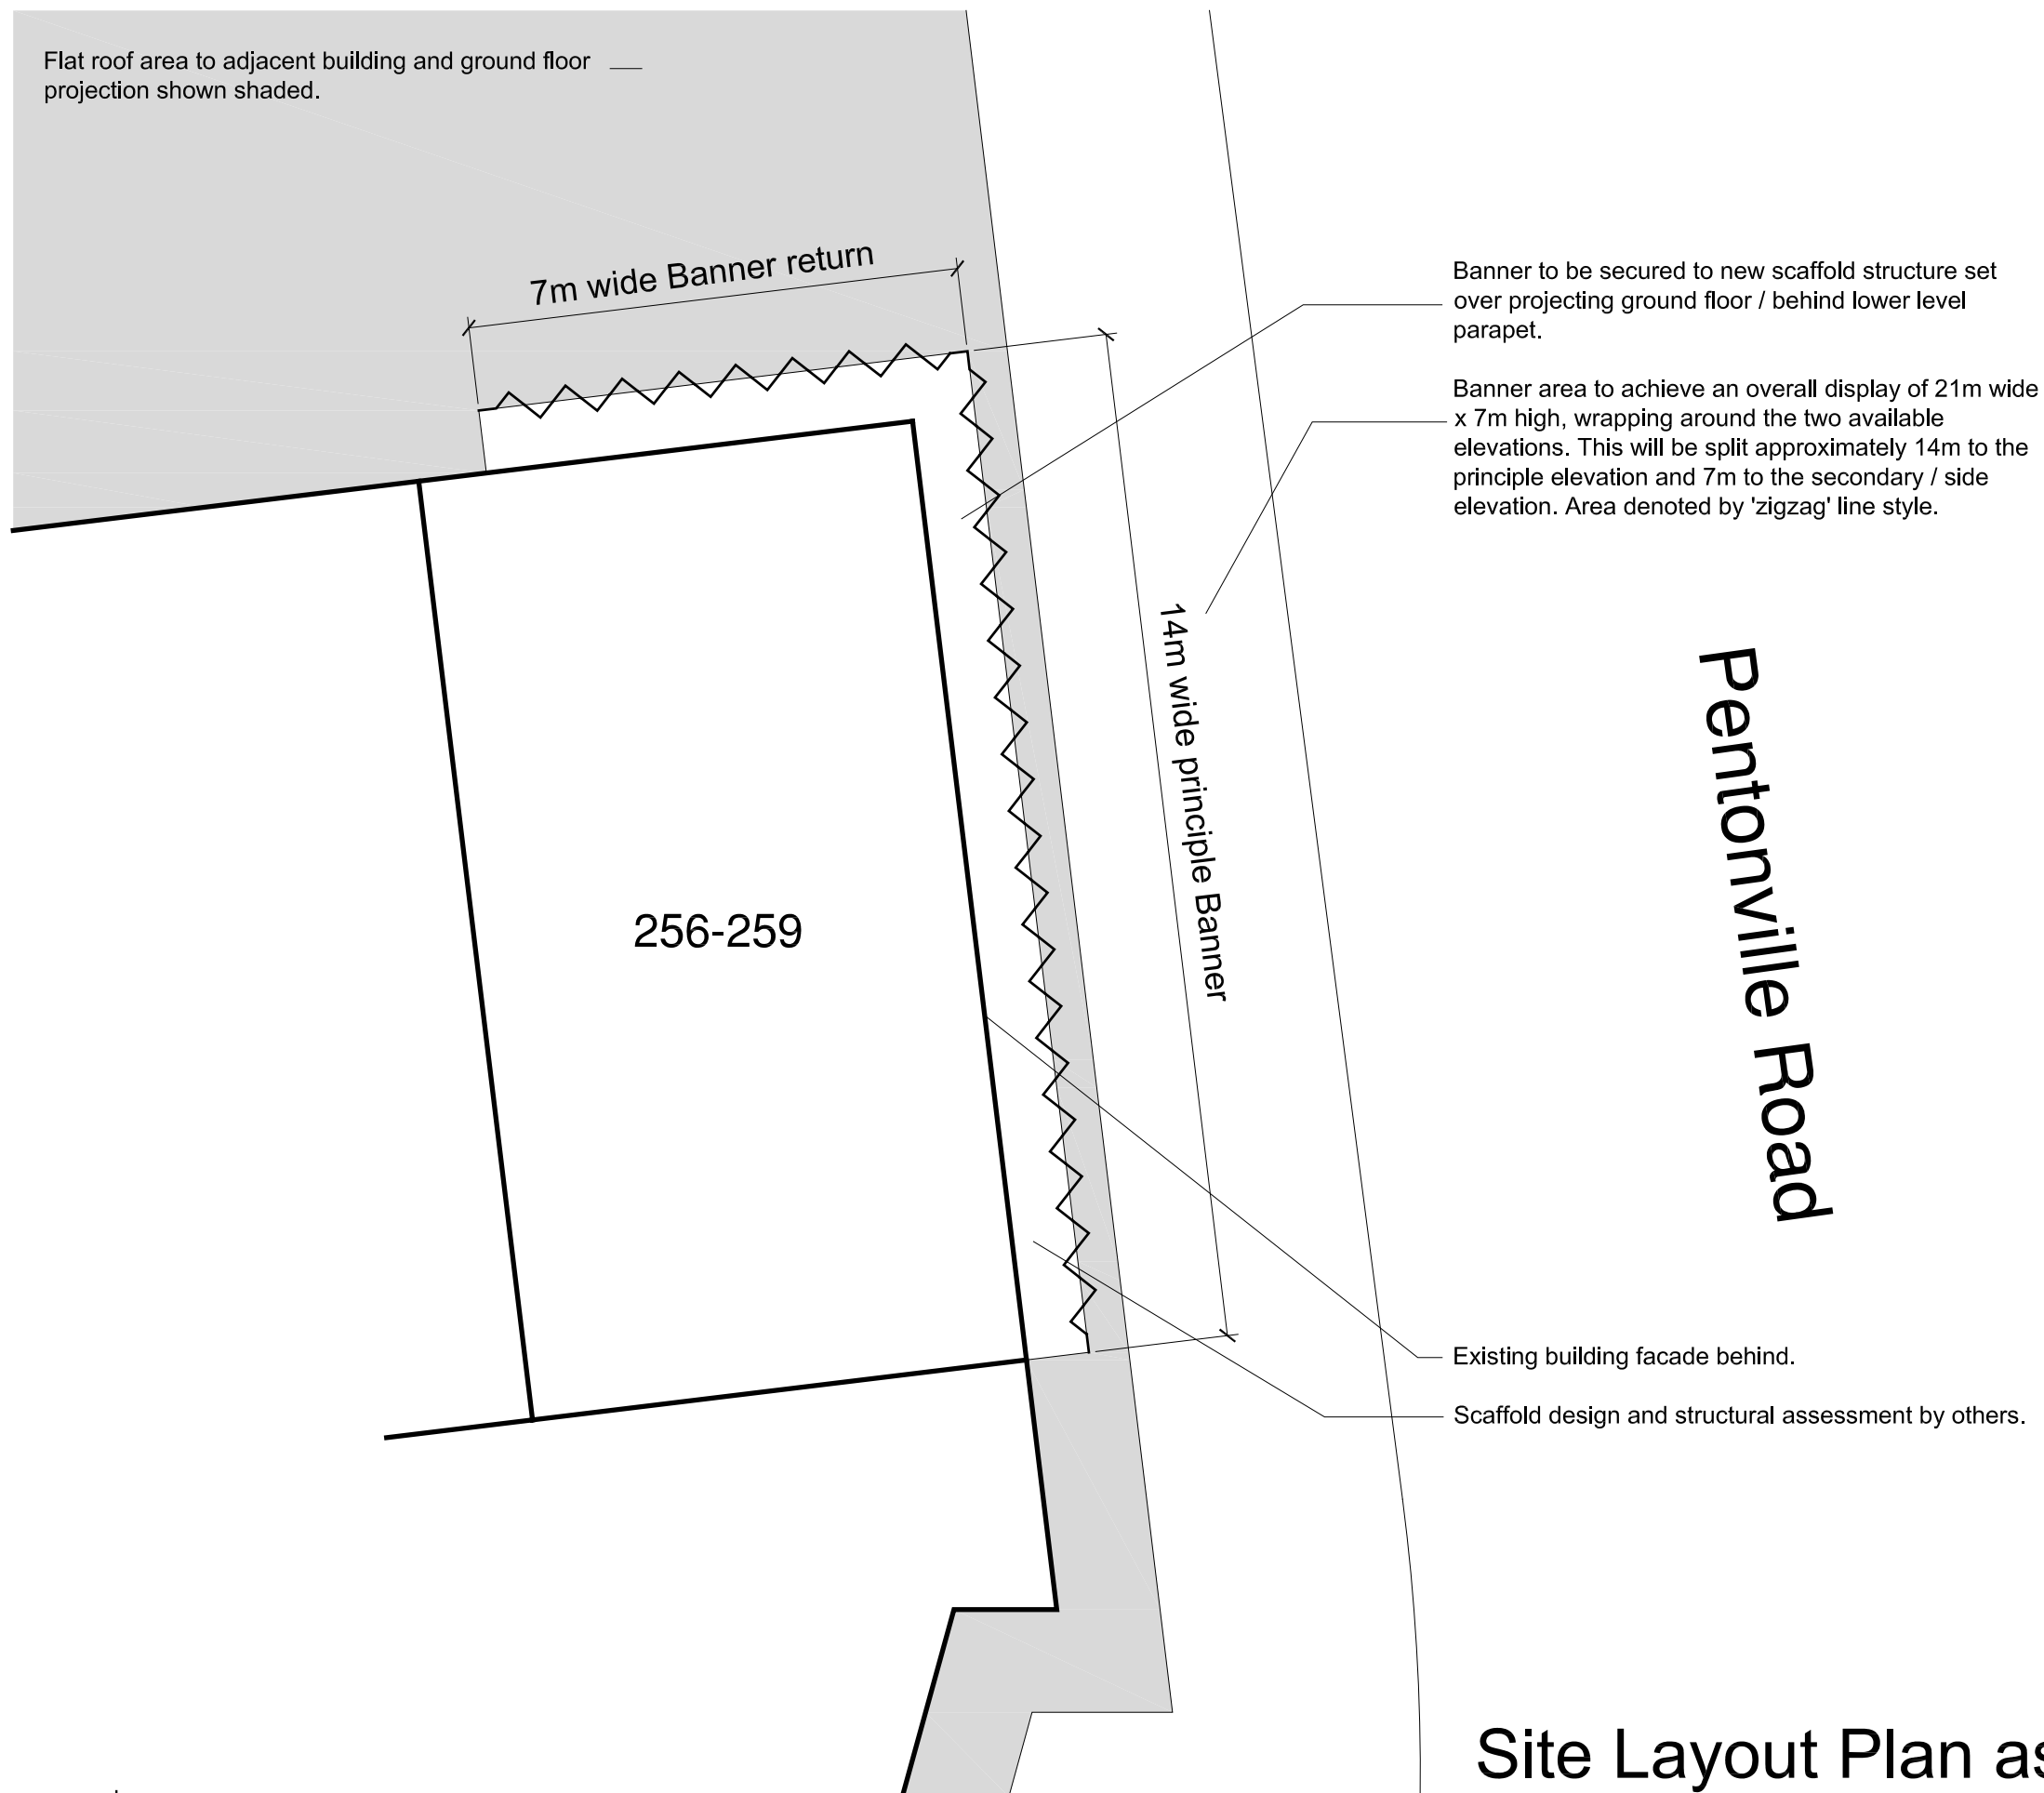 Flat roof area to adjacent building and ground floor
projection shown shaded.
7m wide Banner return
Banner to be secured to new scaffold structure set
over projecting ground floor / behind lower level
parapet.
Banner area to achieve an overall display of 21m wide
x 7m high, wrapping around the two available
elevations. This will be split approximately 14m to the
principle elevation and 7m to the secondary / side
elevation. Area denoted by 'zigzag' line style.
14m wide principle Banner
Pentonville Road
256-259
Existing building facade behind.
Scaffold design and structural assessment by others.
Site Layout Plan as